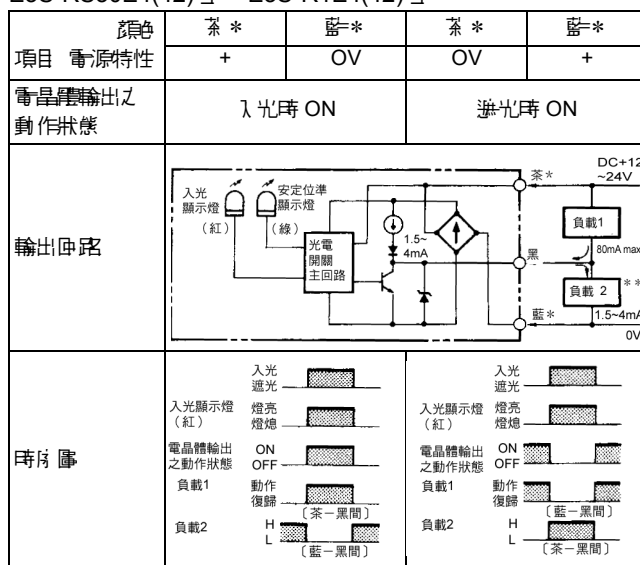 顏色 茶＊ 藍＊ 茶＊ 藍＊
項目 電源特性 + OV OV +
電晶體輸出之
動作狀態
入光時 ON 遮光時 ON
輸出回路
入光
顯示燈
（紅）
安定位準
顯示燈
（綠）
光電
開關
主回路
1.5~
4mA
茶＊
黑
藍＊
DC+12
~24V
負載1
80mA max
負載 2 ＊＊
1.5~4mA
0V
時序圖
入光
遮光
入光顯示燈 燈亮
（紅） 燈熄
電晶體輸出 ON
之動作狀態 OFF
負載1 動作
復歸
〔茶－黑間〕
負載2 H
L
〔藍－黑間〕
入光
遮光
入光顯示燈 燈亮
（紅） 燈熄
電晶體輸出 ON
之動作狀態 OFF
負載1 動作
復歸
〔藍－黑間〕
負載2 H
L
〔茶－黑間〕